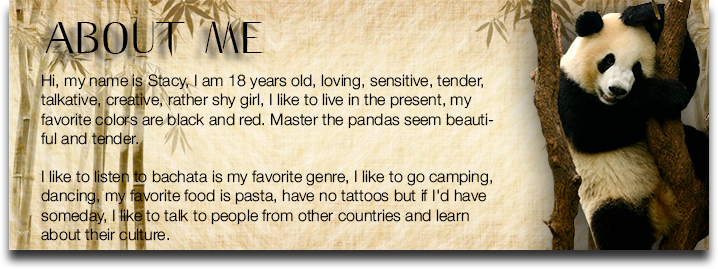 ABOUT ME
Hi, my name is Stacy, I am 18 years old, loving, sensitive, tender,
talkative, creative, rather shy girl, I like to live in the present, my
favorite colors are black and red. Master the pandas seem beauti-
ful and tender.
I like to listen to bachata is my favorite genre, I like to go camping,
dancing, my favorite food is pasta, have no tattoos but if I'd have
someday, I like to talk to people from other countries and learn
about their culture.